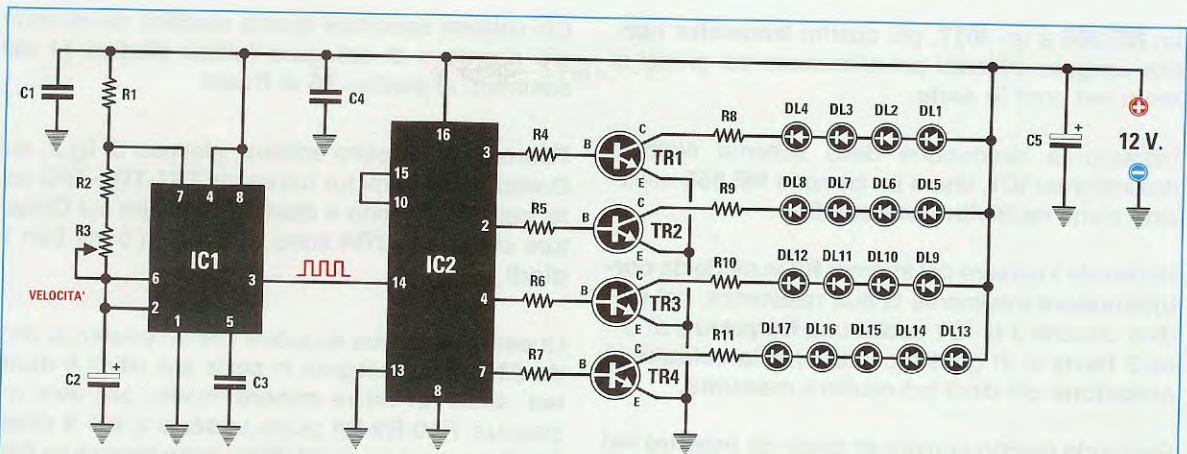 C1
R1
C4
R2
R3
VELOCITA'
C2
7 4 8
6
2
IC1
3
1 5
C3
16
15
10
IC2
14
13
8
3
2
4
7
R4
R5
R6
R7
B C E TR1
B C E TR2
B C E TR3
B C E TR4
R8
DL4 DL3 DL2 DL1
R9
DL8 DL7 DL6 DL5
R10
DL12 DL11 DL10 DL9
R11
DL17 DL16 DL15 DL14 DL13
C5
+
12 V.